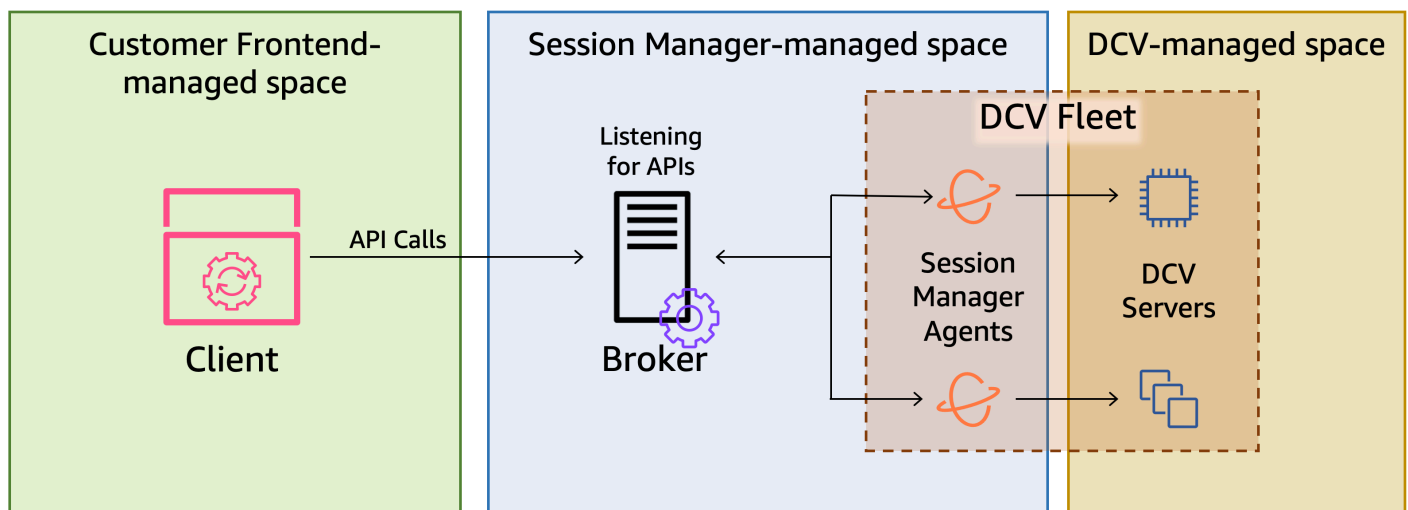 Customer Frontend-
managed space
Session Manager-managed space
DCV-managed space
DCV Fleet
Listening
for APIs
API Calls
Client
Broker
Session
Manager
Agents
DCV
Servers